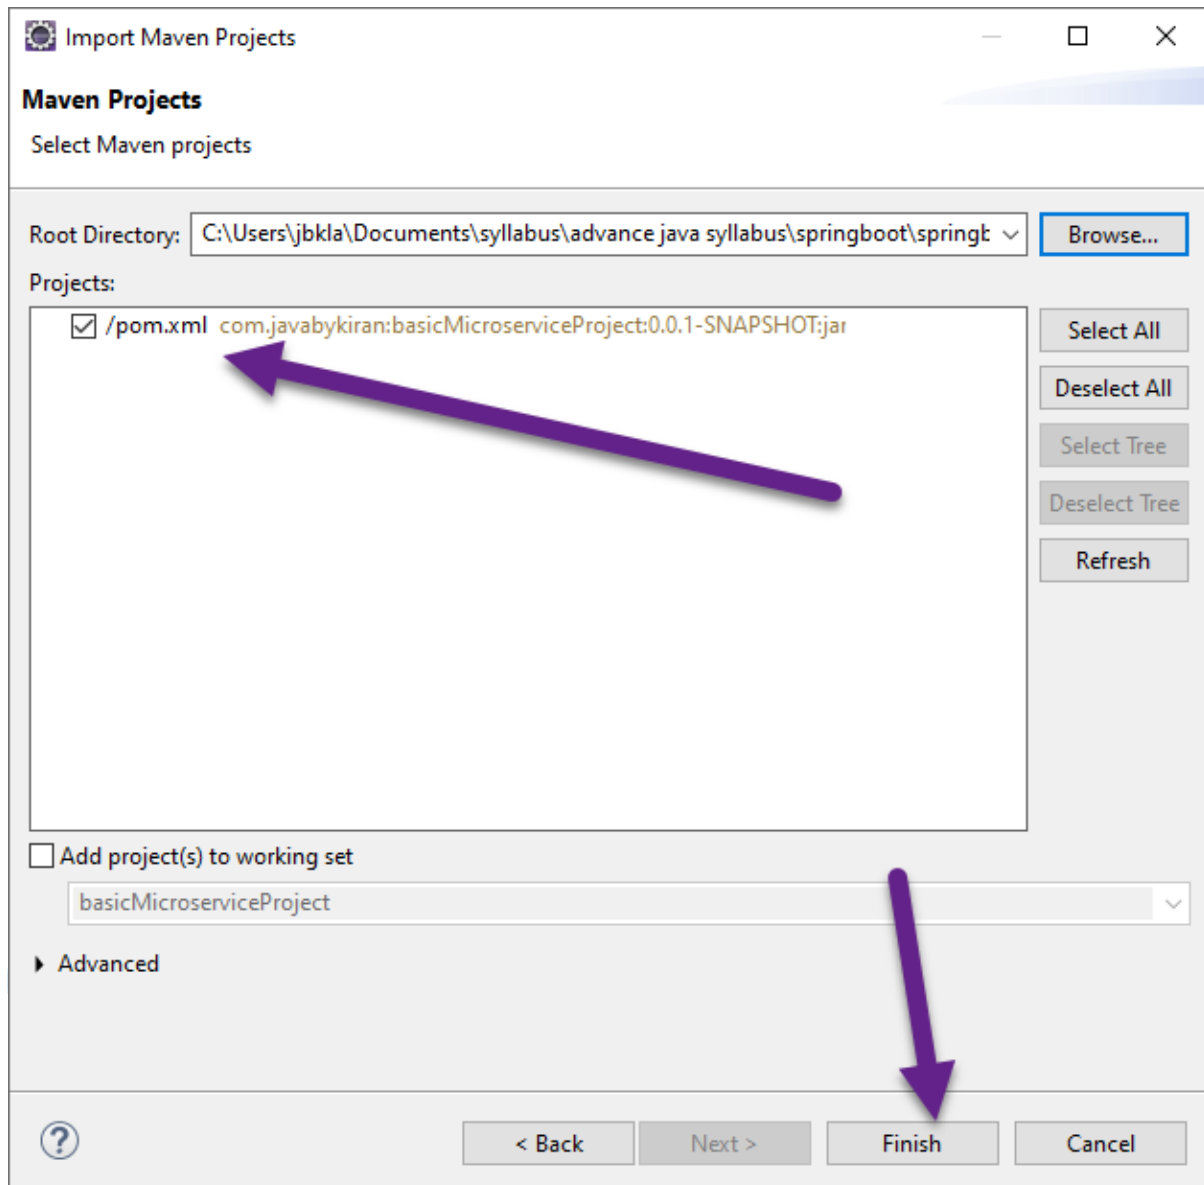 Import Maven Projects
Maven Projects
Select Maven projects
Root Directory: C:\Users\jbkla\Documents\syllabus\advance java syllabus\springboot\springb Browse...
Projects:
/pom.xml com.javabykiran:basicMicroserviceProject:0.0.1-SNAPSHOT:jar
Select All
Deselect All
Select Tree
Deselect Tree
Refresh
Add project(s) to working set
basicMicroserviceProject
Advanced
? < Back Next > Finish Cancel